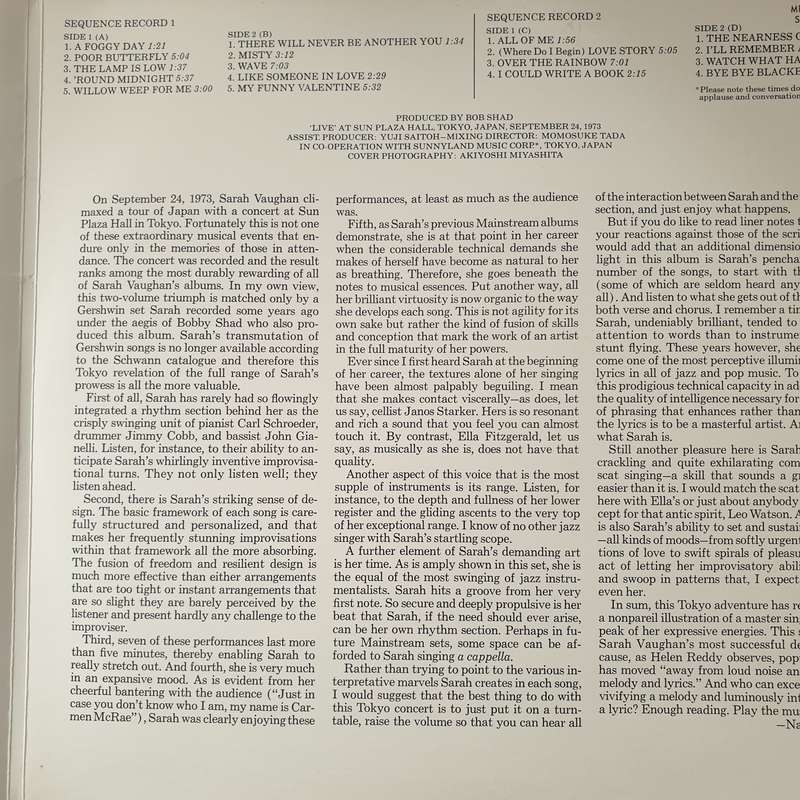 SEQUENCE RECORD 1
SIDE 1 (A)
1. A FOGGY DAY 1:21
2. POOR BUTTERFLY 5:04
3. THE LAMP IS LOW 1:37
4. 'ROUND MIDNIGHT 5:37
5. WILLOW WEEP FOR ME 3:00
SIDE 2 (B)
1. THERE WILL NEVER BE ANOTHER YOU 1:34
2. MISTY 3:12
3. WAVE 7:03
4. LIKE SOMEONE IN LOVE 2:29
5. MY FUNNY VALENTINE 5:32
SEQUENCE RECORD 2
SIDE 1 (C)
1. ALL OF ME 1:56
2. (Where Do I Begin) LOVE STORY 5:05
3. OVER THE RAINBOW 7:01
4. I COULD WRITE A BOOK 2:15
SIDE 2 (D)
1. THE NEARNESS
2. I'LL REMEMBER
3. WATCH WHAT
4. BYE BYE
*Please note these times do
applause and conversation
PRODUCED BY BOB SHAD
'LIVE' AT SUN PLAZA HALL, TOKYO, JAPAN, SEPTEMBER 24, 1973
ASSIST. PRODUCER: YUJI SAITOH—MIXING DIRECTOR: MOMOSUKE TADA
IN CO-OPERATION WITH SUNNYLAND MUSIC CORP.*, TOKYO, JAPAN
COVER PHOTOGRAPHY: AKIYOSHI MIYASHITA
On September 24, 1973, Sarah Vaughan cli-
maxed a tour of Japan with a concert at Sun
Plaza Hall in Tokyo. Fortunately this is not one
of these extraordinary musical events that en-
dure only in the memories of those in atten-
dance. The concert was recorded and the result
ranks among the most durably rewarding of all
of Sarah Vaughan's albums. In my own view,
this two-volume triumph is matched only by a
Gershwin set Sarah recorded some years ago
under the aegis of Bobby Shad who also pro-
duced this album. Sarah's transmutation of
Gershwin songs is no longer available according
to the Schwann catalogue and therefore this
Tokyo revelation of the full range of Sarah's
prowess is all the more valuable.
First of all, Sarah has rarely had so flowingly
integrated a rhythm section behind her as the
crisply swinging unit of pianist Carl Schroeder,
drummer Jimmy Cobb, and bassist John Gia-
nelli. Listen, for instance, to their ability to an-
ticipate Sarah's whirlingly inventive improvisa-
tional turns. They not only listen well; they
listen ahead.
Second, there is Sarah's striking sense of de-
sign. The basic framework of each song is care-
fully structured and personalized, and that
makes her frequently stunning improvisations
within that framework all the more absorbing.
The fusion of freedom and resilient design is
much more effective than either arrangements
that are too tight or instant arrangements that
are so slight they are barely perceived by the
listener and present hardly any challenge to the
improviser.
Third, seven of these performances last more
than five minutes, thereby enabling Sarah to
really stretch out. And fourth, she is very much
in an expansive mood. As is evident from her
cheerful bantering with the audience ("Just in
case you don't know who I am, my name is Car-
men McRae"), Sarah was clearly enjoying these
performances, at least as much as the audience
was.
Fifth, as Sarah's previous Mainstream albums
demonstrate, she is at that point in her career
when the considerable technical demands she
makes of herself have become as natural to her
as breathing. Therefore, she goes beneath the
notes to musical essences. Put another way, all
her brilliant virtuosity is now organic to the way
she develops each song. This is not agility for its
own sake but rather the kind of fusion of skills
and conception that mark the work of an artist
in the full maturity of her powers.
Ever since I first heard Sarah at the beginning
of her career, the textures alone of her singing
have been almost palpably beguiling. I mean
that she makes contact viscerally—as does, let
us say, cellist Janos Starker. Hers is so resonant
and rich a sound that you feel you can almost
touch it. By contrast, Ella Fitzgerald, let us
say, as musically as she is, does not have that
quality.
Another aspect of this voice that is the most
supple of instruments is its range. Listen, for
instance, to the depth and fullness of her lower
register and the gliding ascents to the very top
of her exceptional range. I know of no other jazz
singer with Sarah's startling scope.
A further element of Sarah's demanding art
is her time. As is amply shown in this set, she is
the equal of the most swinging of jazz instru-
mentalists. Sarah hits a groove from her very
first note. So secure and deeply propulsive is her
beat that Sarah, if the need should ever arise,
can be her own rhythm section. Perhaps in fu-
ture Mainstream sets, some space can be af-
forded to Sarah singing a cappella.
Rather than trying to point to the various in-
terpretative marvels Sarah creates in each song,
I would suggest that the best thing to do with
this Tokyo concert is to just put it on a turn-
table, raise the volume so that you can hear all
of the interaction between Sarah and the
section, and just enjoy what happens.
But if you do like to read liner notes
your reactions against those of the
would add that an additional
light in this album is Sarah's
number of the songs, to start with
(some of which are seldom heard
all). And listen to what she gets out of
both verse and chorus. I remember a
Sarah, undeniably brilliant, tended to
attention to words than to
stunt flying. These years however,
come one of the most perceptive
lyrics in all of jazz and pop music. To
this prodigious technical capacity in
the quality of intelligence necessary for
of phrasing that enhances rather than
the lyrics is to be a masterful artist.
what Sarah is.
Still another pleasure here is
crackling and quite exhilarating
scat singing—a skill that sounds a
easier than it is. I would match the scat
here with Ella's or just about anybody
cept for that antic spirit, Leo Watson.
is also Sarah's ability to set and
—all kinds of moods—from softly
tions of love to swift spirals of
act of letting her improvisatory
and swoop in patterns that, I expect
even her.
In sum, this Tokyo adventure has
a nonpareil illustration of a master
peak of her expressive energies. This
Sarah Vaughan's most successful
cause, as Helen Reddy observes, pop
has moved "away from loud noise
melody and lyrics." And who can
vivifying a melody and luminously
a lyric? Enough reading. Play the